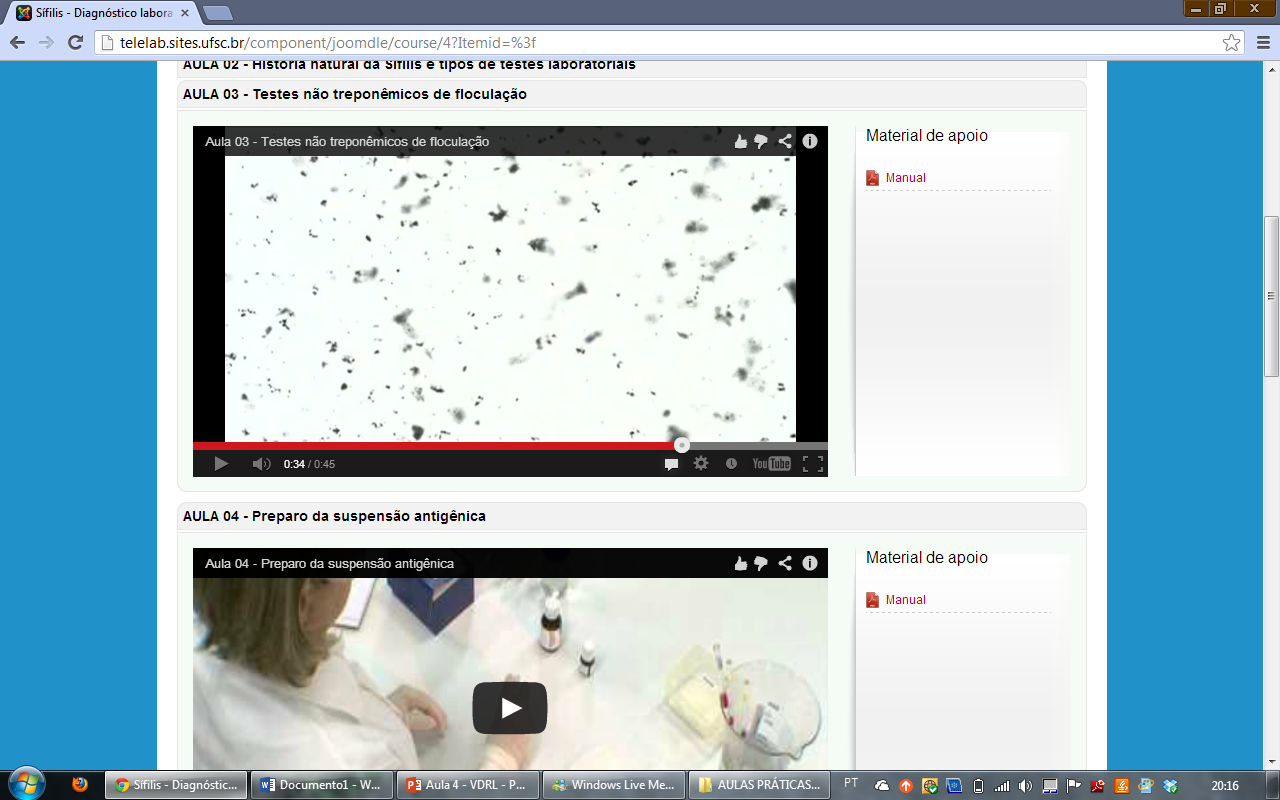 Sífilis - Diagnóstico labora
telelab.sites.ufsc.br/component/joomdle/course/4?Itemid=%3f
AULA 02 - História natural da Sífilis e tipos de testes laboratoriais
AULA 03 - Testes não treponêmicos de floculação
Aula 03 - Testes não treponêmicos de floculação
Material de apoio
Manual
0:34 / 0:45
YouTube
AULA 04 - Preparo da suspensão antigênica
Aula 04 - Preparo da suspensão antigênica
Material de apoio
Manual
Sífilis - Diagnóstic...
Documento1 - W...
Aula 4 - VDRL - P...
Windows Live Me...
AULAS PRÁTICAS...
PT
20:16